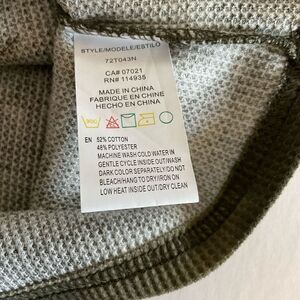 STYLE/MODELE/ESTILO
72T043N
CA# 07021
RN# 114935
MADE IN CHINA
FABRIQUE EN CHINE
HECHO EN CHINA
EN 52% COTTON
48% POLYESTER
MACHINE WASH COLD WATER IN
GENTLE CYCLE INSIDE OUT/WASH
DARK COLOR SEPARATELY/DO NOT
BLEACH/HANG TO DRY/IRON ON
LOW HEAT INSIDE OUT/DRY CLEAN